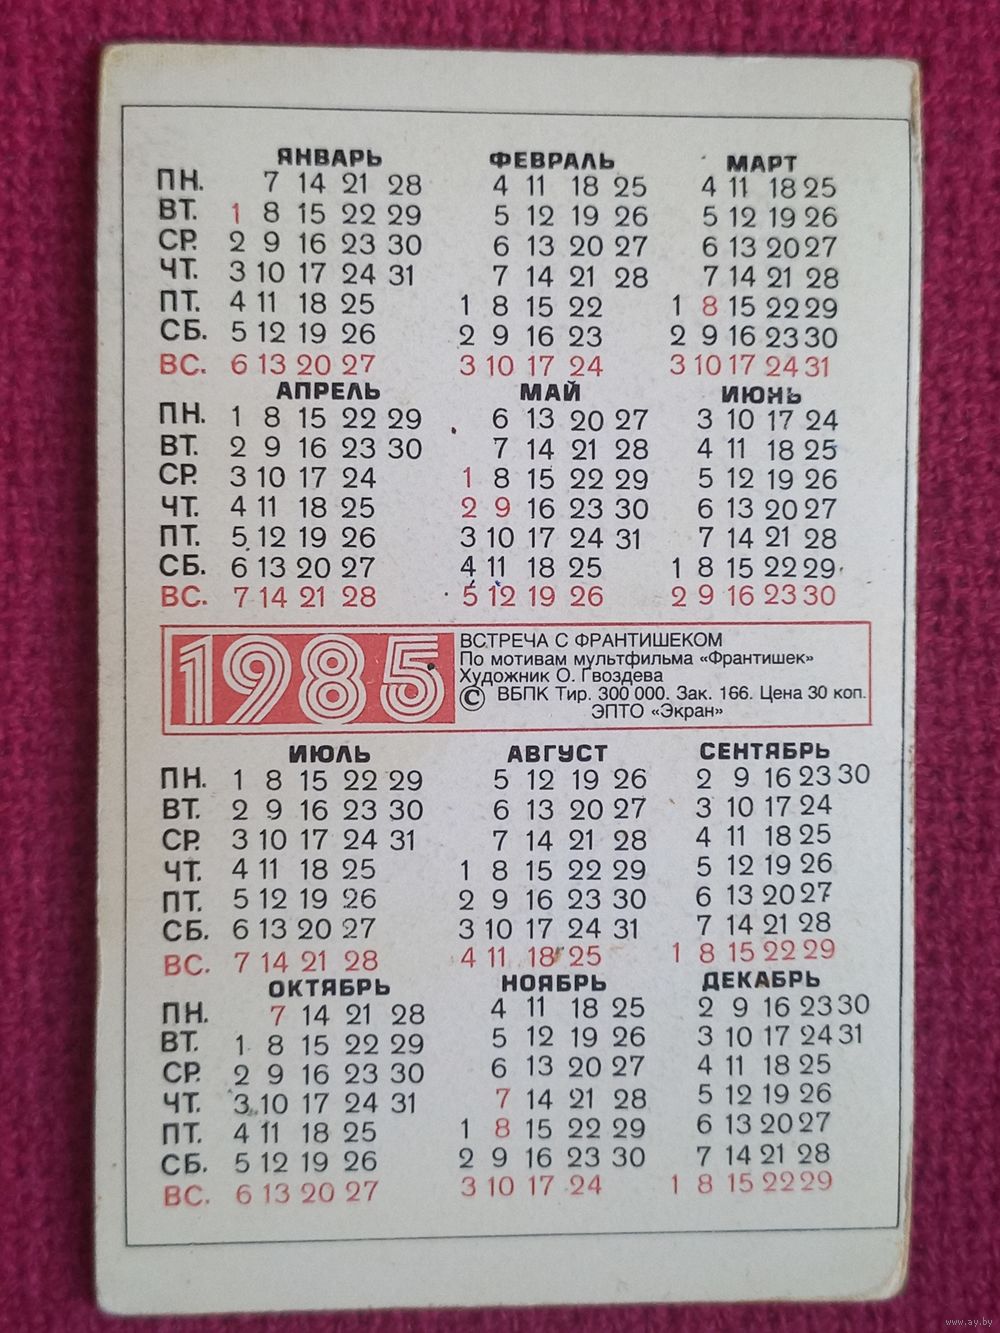 ЯНВАРЬ ФЕВРАЛЬ МАРТ
ПН. 7 14 21 28 4 11 18 25 4 11 18 25
ВТ. 1 8 15 22 29 5 12 19 26 5 12 19 26
СР. 2 9 16 23 30 6 13 20 27 6 13 20 27
ЧТ. 3 10 17 24 31 7 14 21 28 7 14 21 28
ПТ. 4 11 18 25 1 8 15 22 1 8 15 22 29
СБ. 5 12 19 26 2 9 16 23 2 9 16 23 30
ВС. 6 13 20 27 3 10 17 24 3 10 17 24 31
АПРЕЛЬ МАЙ ИЮНЬ
ПН. 1 8 15 22 29 6 13 20 27 3 10 17 24
ВТ. 2 9 16 23 30 7 14 21 28 4 11 18 25
СР. 3 10 17 24 1 8 15 22 29 5 12 19 26
ЧТ. 4 11 18 25 2 9 16 23 30 6 13 20 27
ПТ. 5 12 19 26 3 10 17 24 31 7 14 21 28
СБ. 6 13 20 27 4 11 18 25 1 8 15 22 29
ВС. 7 14 21 28 5 12 19 26 2 9 16 23 30
1985
ВСТРЕЧА С ФРАНТИШЕКОМ
По мотивам мультфильма «Франтишек»
Художник О. Гвоздева
© ВБПК Тир. 300 000. Зак. 166. Цена 30 коп.
ЭПТО «Экран»
ИЮЛЬ АВГУСТ СЕНТЯБРЬ
ПН. 1 8 15 22 29 5 12 19 26 2 9 16 23 30
ВТ. 2 9 16 23 30 6 13 20 27 3 10 17 24
СР. 3 10 17 24 31 7 14 21 28 4 11 18 25
ЧТ. 4 11 18 25 1 8 15 22 29 5 12 19 26
ПТ. 5 12 19 26 2 9 16 23 30 6 13 20 27
СБ. 6 13 20 27 3 10 17 24 31 7 14 21 28
ВС. 7 14 21 28 4 11 18 25 1 8 15 22 29
ОКТЯБРЬ НОЯБРЬ ДЕКАБРЬ
ПН. 7 14 21 28 4 11 18 25 2 9 16 23 30
ВТ. 1 8 15 22 29 5 12 19 26 3 10 17 24 31
СР. 2 9 16 23 30 6 13 20 27 4 11 18 25
ЧТ. 3 10 17 24 31 7 14 21 28 5 12 19 26
ПТ. 4 11 18 25 1 8 15 22 29 6 13 20 27
СБ. 5 12 19 26 2 9 16 23 30 7 14 21 28
ВС. 6 13 20 27 3 10 17 24 1 8 15 22 29
www.ay.by